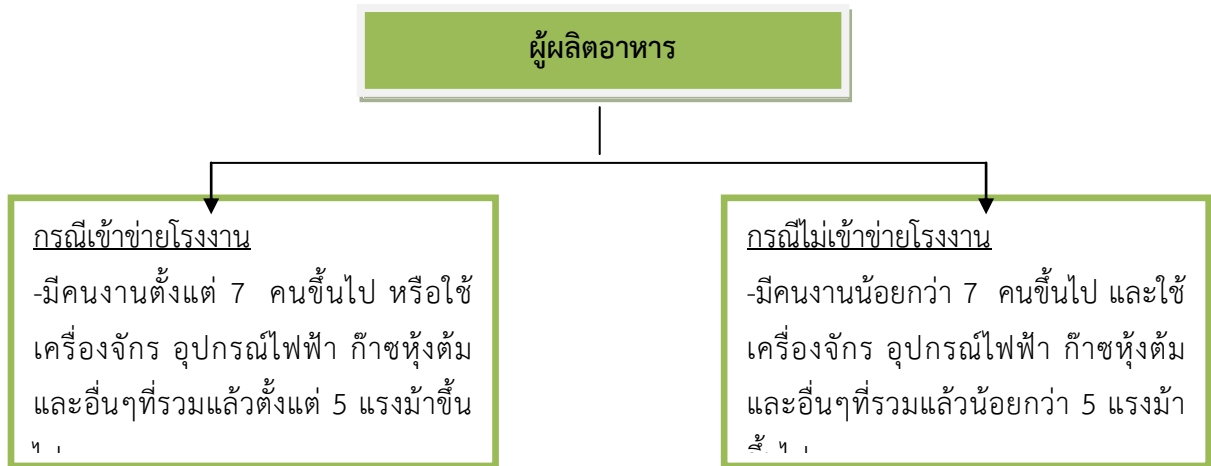 ผู้ผลิตอาหาร
กรณีเข้าข่ายโรงงาน
-มีคนงานตั้งแต่ 7 คนขึ้นไป หรือใช้
เครื่องจักร อุปกรณ์ไฟฟ้า ก๊าซหุ้งต้ม
และอื่นๆที่รวมแล้วตั้งแต่ 5 แรงม้าขึ้น
กรณีไม่เข้าข่ายโรงงาน
-มีคนงานน้อยกว่า 7 คนขึ้นไป และใช้
เครื่องจักร อุปกรณ์ไฟฟ้า ก๊าซหุ้งต้ม
และอื่นๆที่รวมแล้วน้อยกว่า 5 แรงม้า